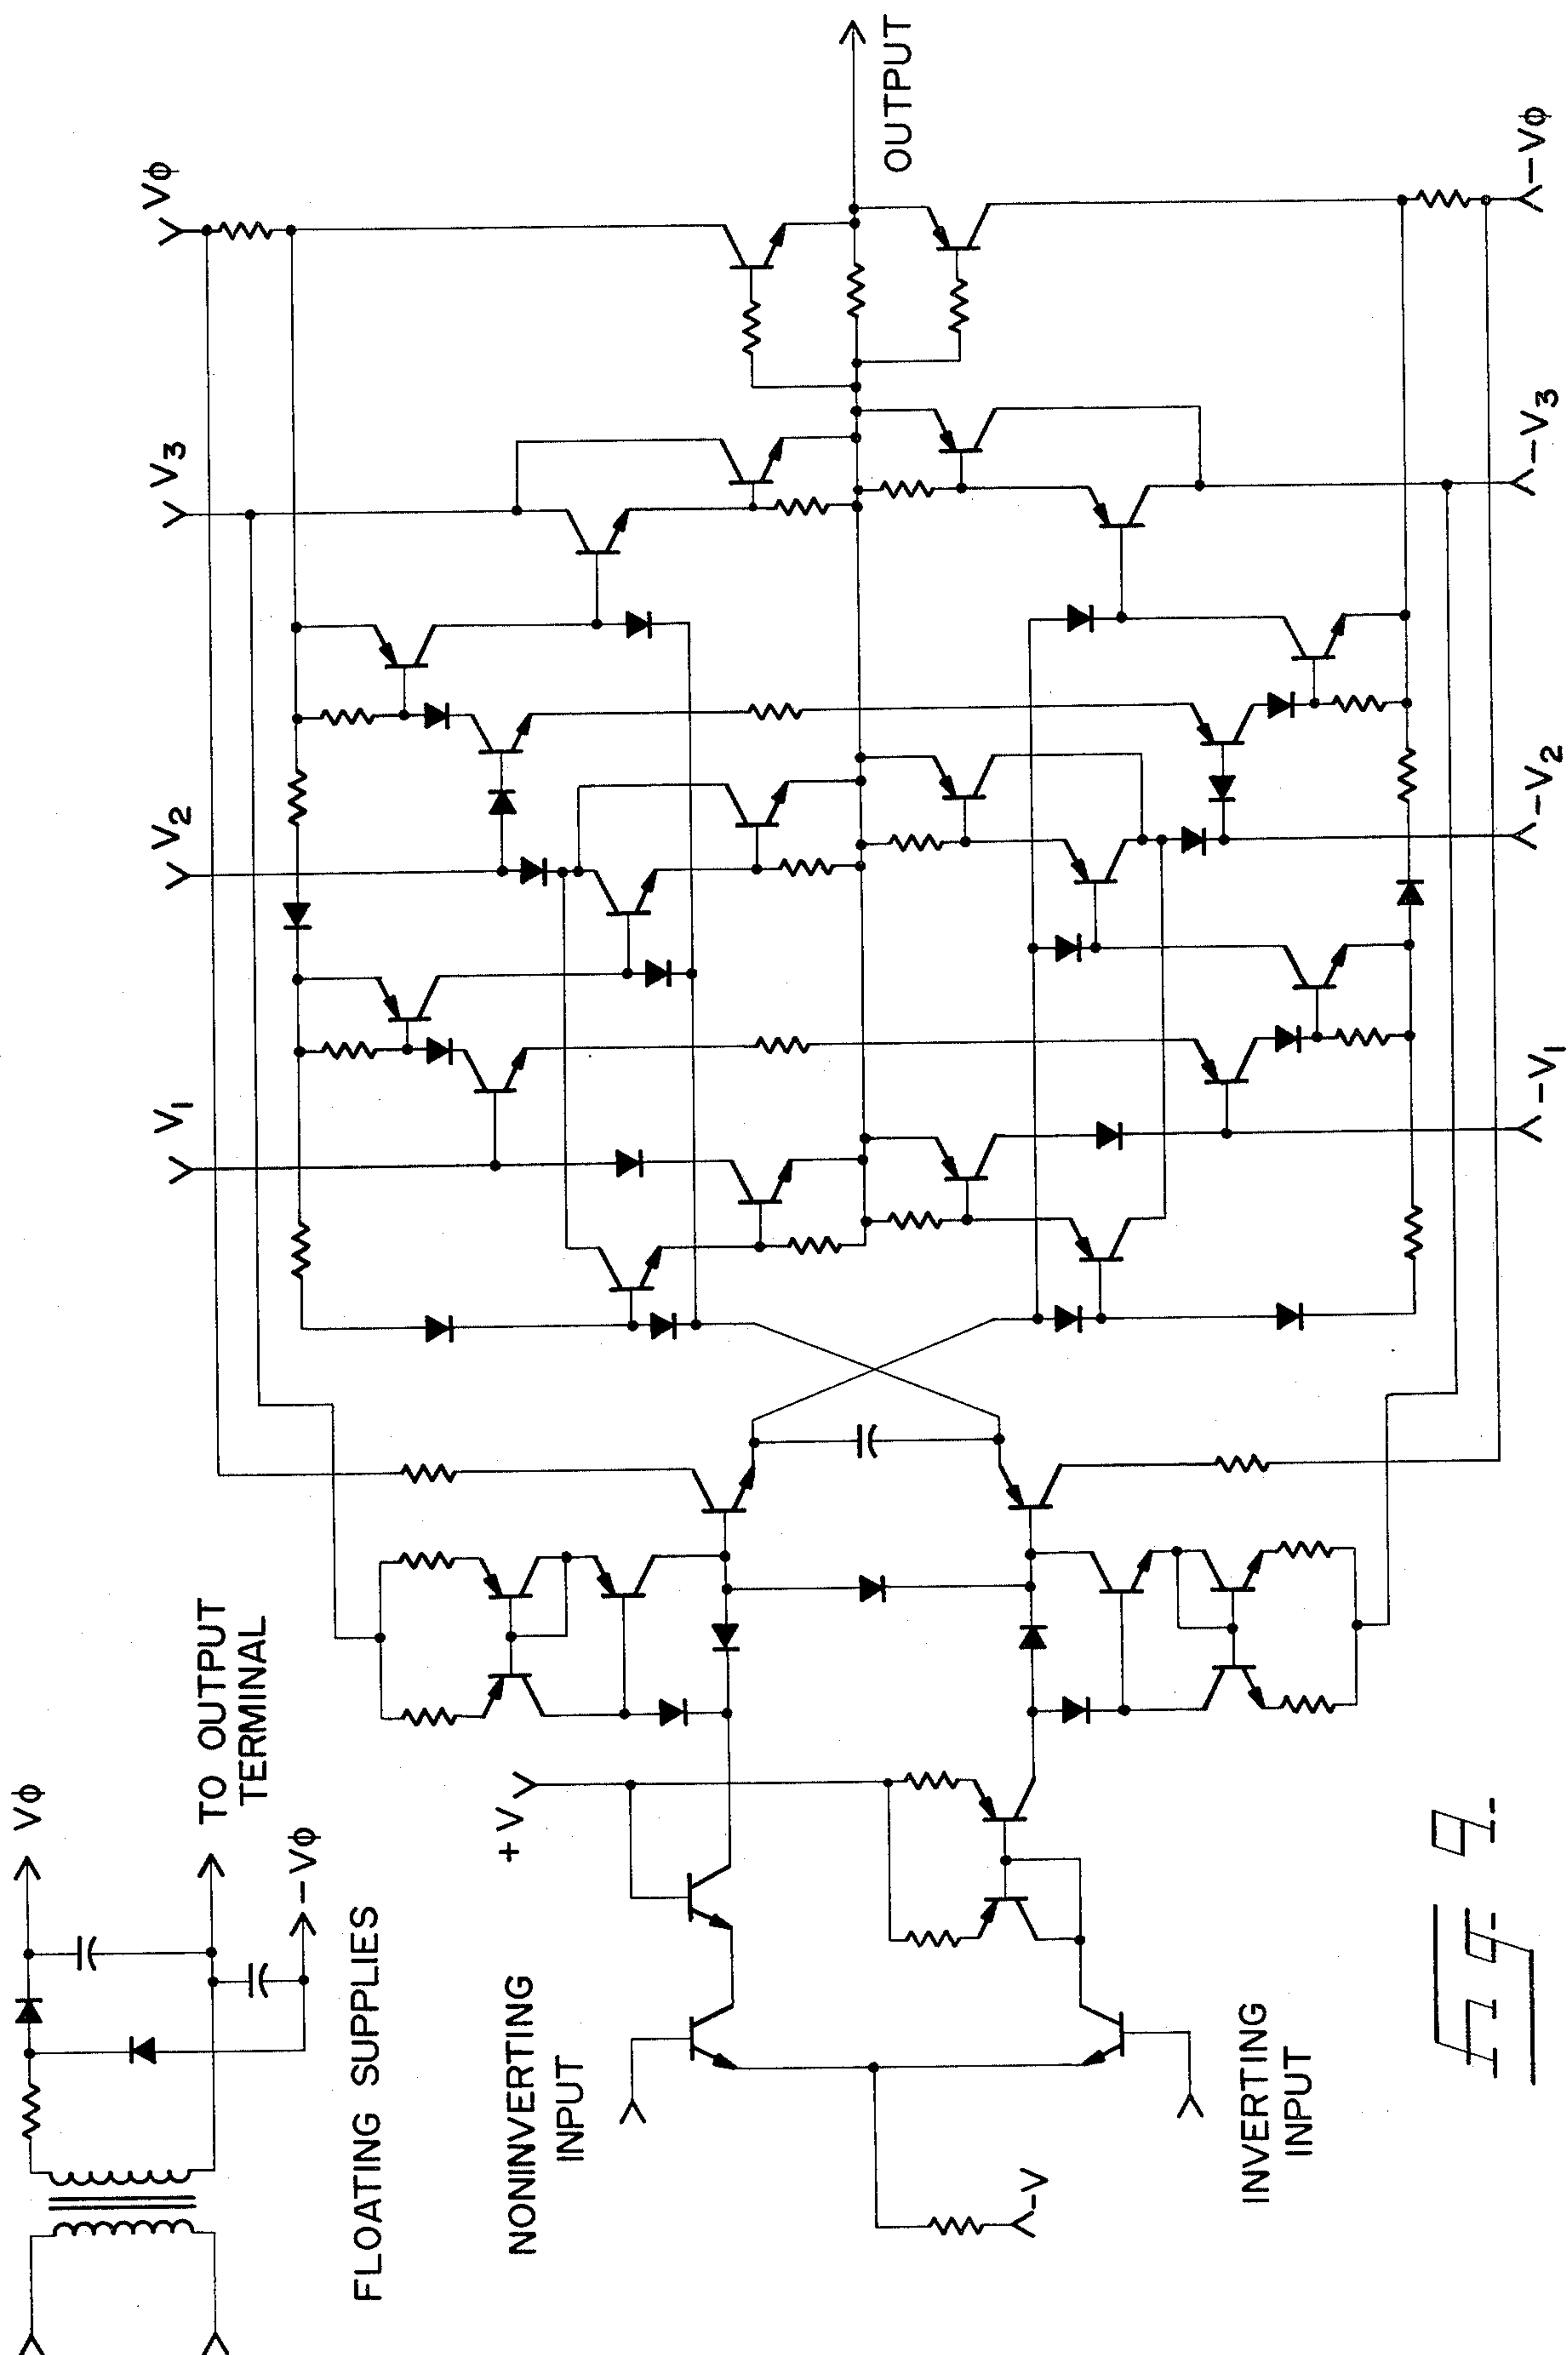 Vϕ
TO OUTPUT
TERMINAL
-Vϕ
FLOATING SUPPLIES
V1
V2
V3
Vϕ
+V
NONINVERTING
INPUT
-V
INVERTING
INPUT
OUTPUT
-V1
-V2
-V3
-Vϕ
Fig. 9.